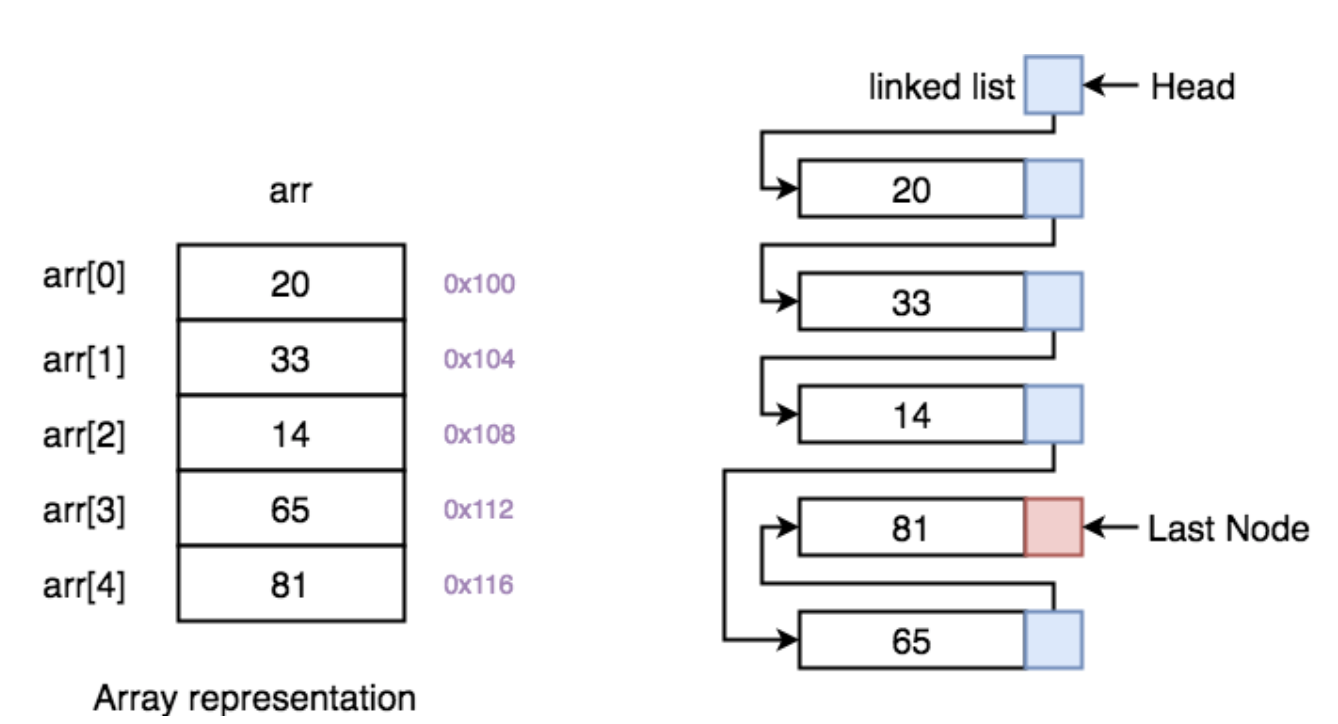 arr
arr[0] 20 0x100
arr[1] 33 0x104
arr[2] 14 0x108
arr[3] 65 0x112
arr[4] 81 0x116
Array representation
linked list Head
20
33
14
81 Last Node
65